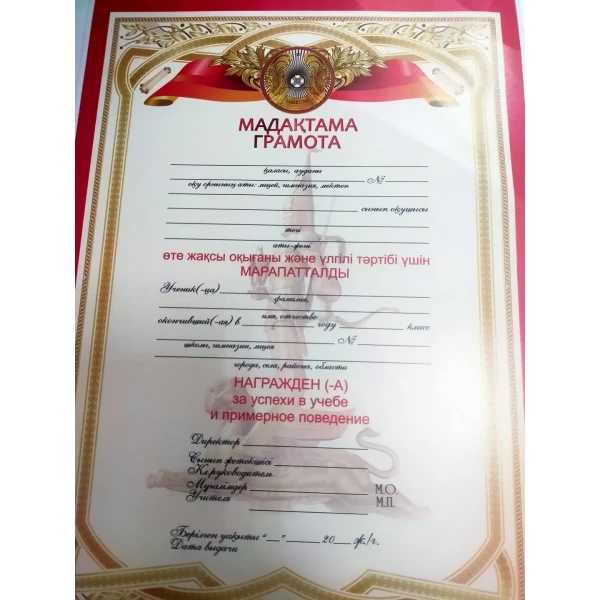 МАДАҚТАМА
ГРАМОТА
қаласы, ауданы
№
оқу орнының аты: лицей, гимназия, мектеп
сынып оқушысы
тегі
аты-жөні
өте жақсы оқығаны және үлгілі тәртібі үшін
МАРАПАТТАЛДЫ
Ученик(-ца)
фамилия,
имя, отчество
окончивший(-ая) в году класс
№
школы, гимназии, лицея
города, села, района, области
НАГРАЖДЕН (-А)
за успехи в учебе
и примерное поведение
Директор
Сынып жетекшісі
Кл.руководитель
Мұғалімдер М.О.
Учителя М.П.
Берілген уақыты “ ” 20 ж/г.
Дата выдачи